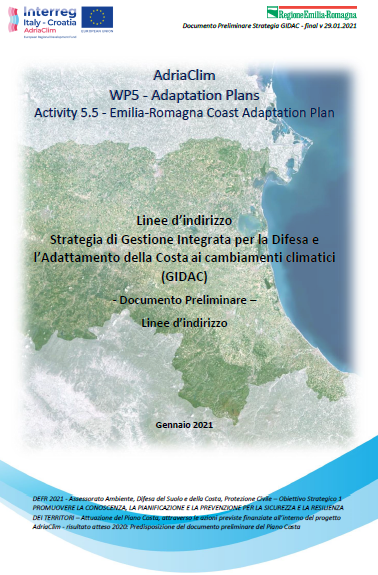 Interreg
Italy - Croatia
AdriaClim
European Regional Development Fund
EUROPEAN UNION
Regione Emilia-Romagna
Documento Preliminare Strategia GIDAC - final v 29.01.2021
AdriaClim
WP5 - Adaptation Plans
Activity 5.5 - Emilia-Romagna Coast Adaptation Plan
Linee d'indirizzo
Strategia di Gestione Integrata per la Difesa e
l'Adattamento della Costa ai cambiamenti climatici
(GIDAC)
- Documento Preliminare –
Linee d'indirizzo
Gennaio 2021
DEFR 2021 - Assessorato Ambiente, Difesa del Suolo e della Costa, Protezione Civile – Obiettivo Strategico 1
PROMUOVERE LA CONOSCENZA, LA PIANIFICAZIONE E LA PREVENZIONE PER LA SICUREZZA E LA RESILIENZA
DEI TERRITORI – Attuazione del Piano Costa, attraverso le azioni previste finanziate all'interno del progetto
AdriaClim - risultato atteso 2020: Predisposizione del documento preliminare del Piano Costa